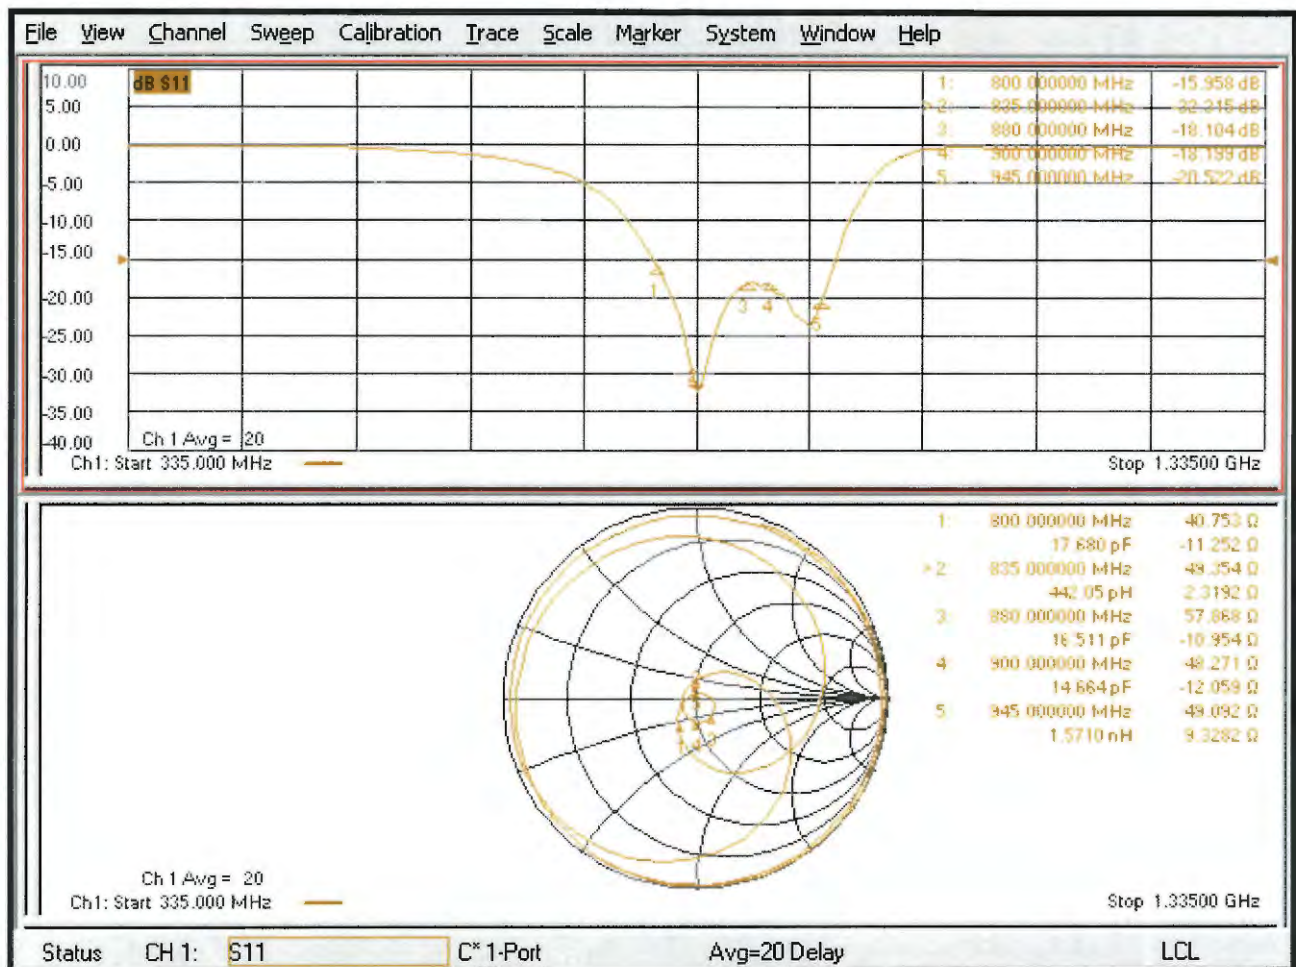 File View Channel Sweep Calibration Trace Scale Marker System Window Help
10.00
dB S11
5.00
0.00
-5.00
-10.00
-15.00
-20.00
-25.00
-30.00
-35.00
-40.00
1: 800.000000 MHz -15.958 dB
>2: 835.000000 MHz -32.215 dB
3: 880.000000 MHz -18.104 dB
4: 900.000000 MHz -18.199 dB
5: 945.000000 MHz -20.522 dB
1
3 4
5
Ch 1 Avg = 20
Ch1: Start 335.000 MHz
Stop 1.33500 GHz
1: 800.000000 MHz 40.753 Ω
17.680 pF -11.252 Ω
>2: 835.000000 MHz 49.354 Ω
442.05 pH 2.3192 Ω
3: 880.000000 MHz 57.868 Ω
16.511 pF -10.954 Ω
4: 900.000000 MHz 48.271 Ω
14.664 pF -12.059 Ω
5: 945.000000 MHz 49.092 Ω
1.5710 nH 9.3282 Ω
Ch 1 Avg = 20
Ch1: Start 335.000 MHz
Stop 1.33500 GHz
Status CH 1: S11 C* 1-Port Avg=20 Delay LCL